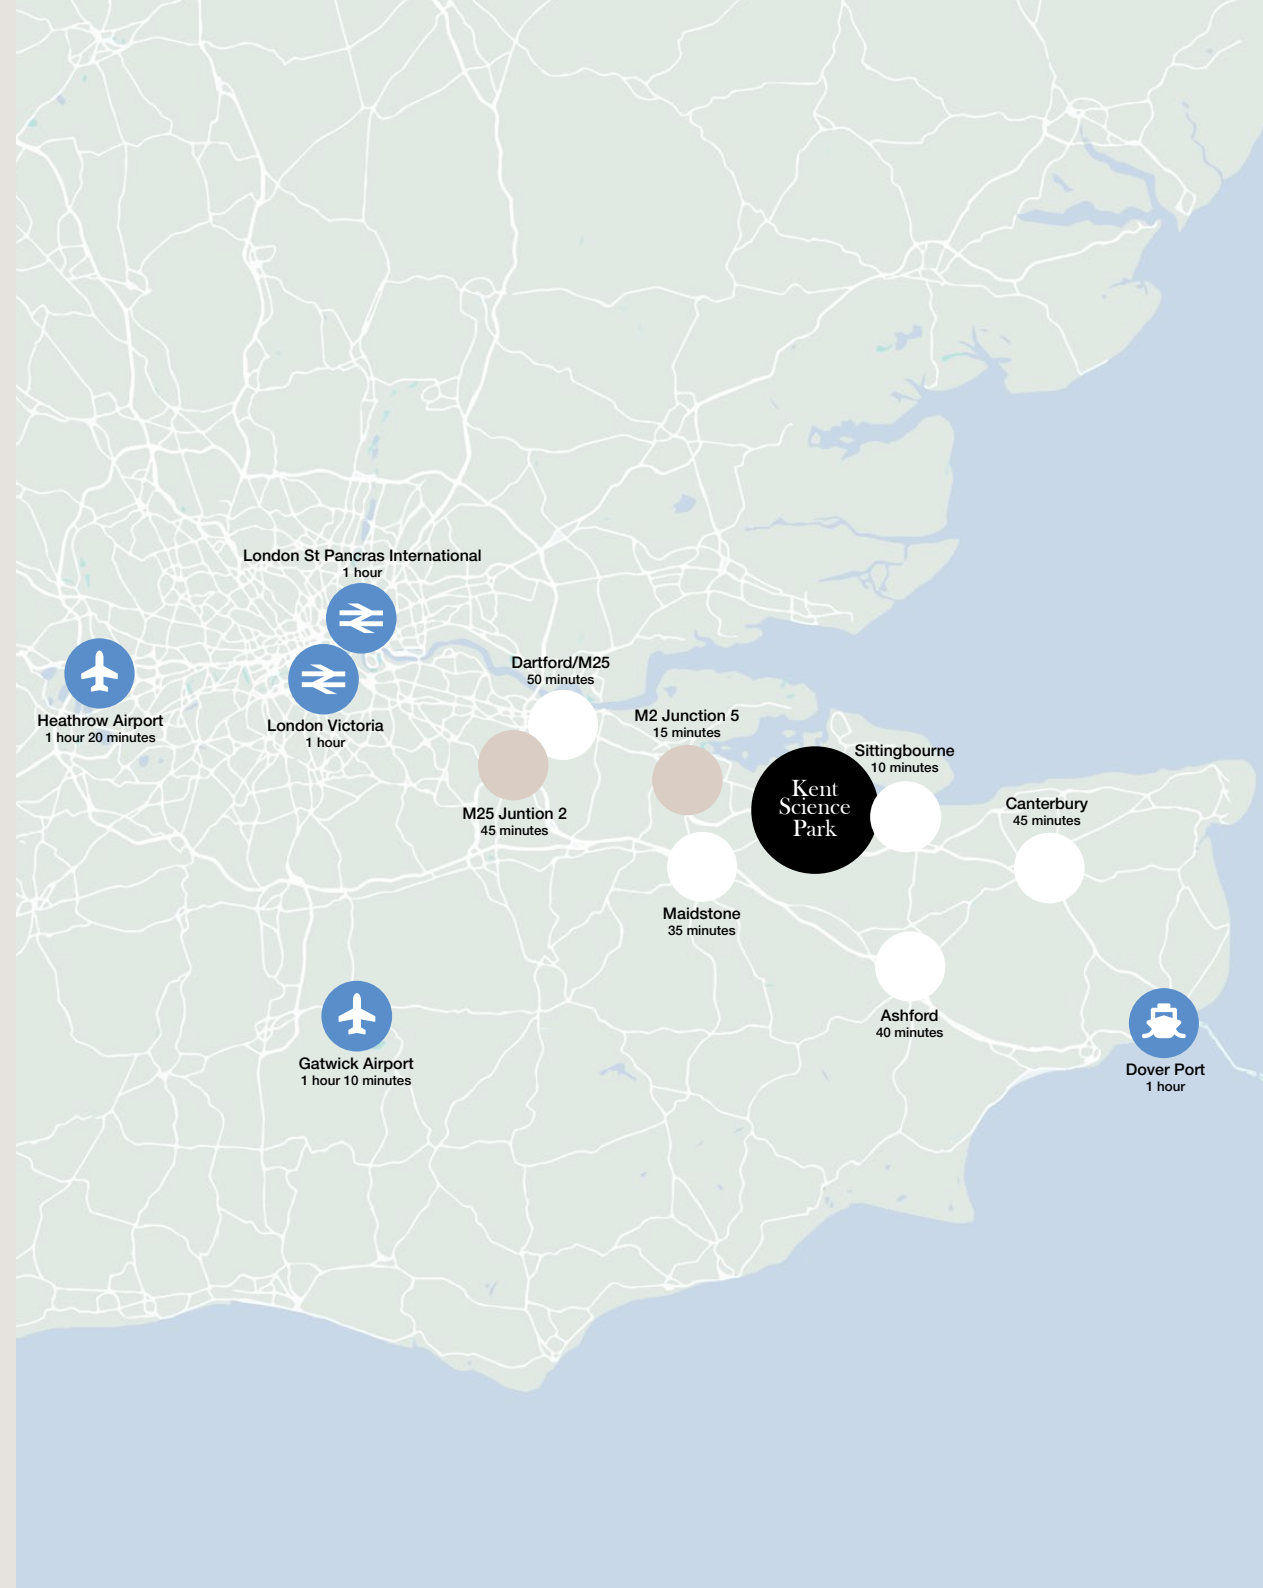 London St Pancras International
1 hour
Dartford/M25
50 minutes
Heathrow Airport
1 hour 20 minutes
London Victoria
1 hour
M2 Junction 5
15 minutes
Sittingbourne
10 minutes
Kent
Science
Park
M25 Juntion 2
45 minutes
Canterbury
45 minutes
Maidstone
35 minutes
Ashford
40 minutes
Gatwick Airport
1 hour 10 minutes
Dover Port
1 hour